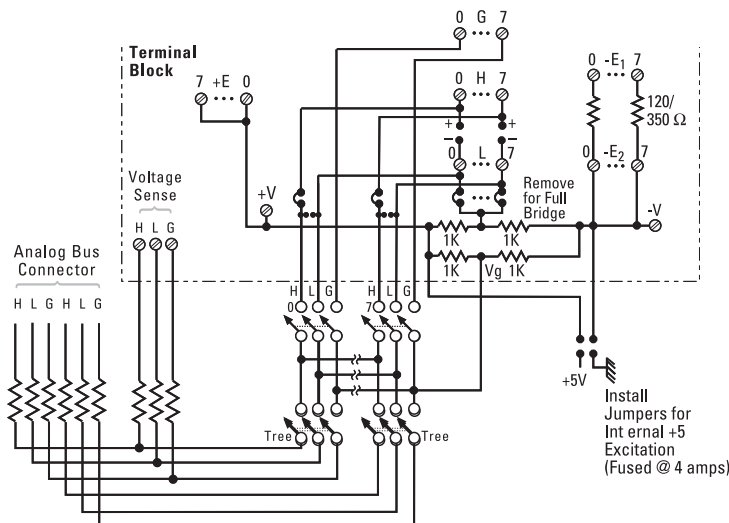 0 G 7
Terminal
Block
7 +E 0
0 H 7
0 -E1 7
120/
350 Ω
+ +
− −
0 L 7
0 -E2 7
Voltage
Sense
+V
Remove
for Full
Bridge
-V
Analog Bus
Connector
H L G
1K 1K
1K Vg 1K
H L G H L G
H L G H L G
0 7
+5V
Install
Jumpers for
Int ernal +5
Excitation
(Fused @ 4 amps)
Tree Tree